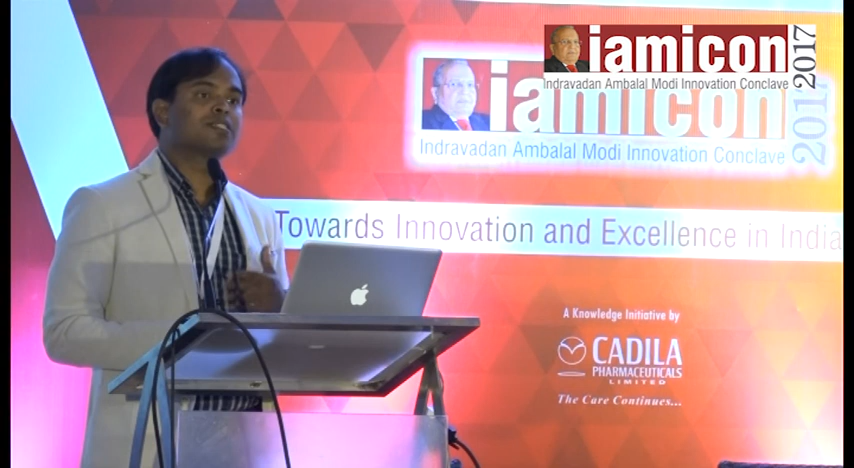 iamicon 2017
Indravadan Ambalal Modi Innovation Conclave
iamicon 2017
Indravadan Ambalal Modi Innovation Conclave
Towards Innovation and Excellence in India
A Knowledge Initiative by
CADILA
PHARMACEUTICALS
LIMITED
The Care Continues...